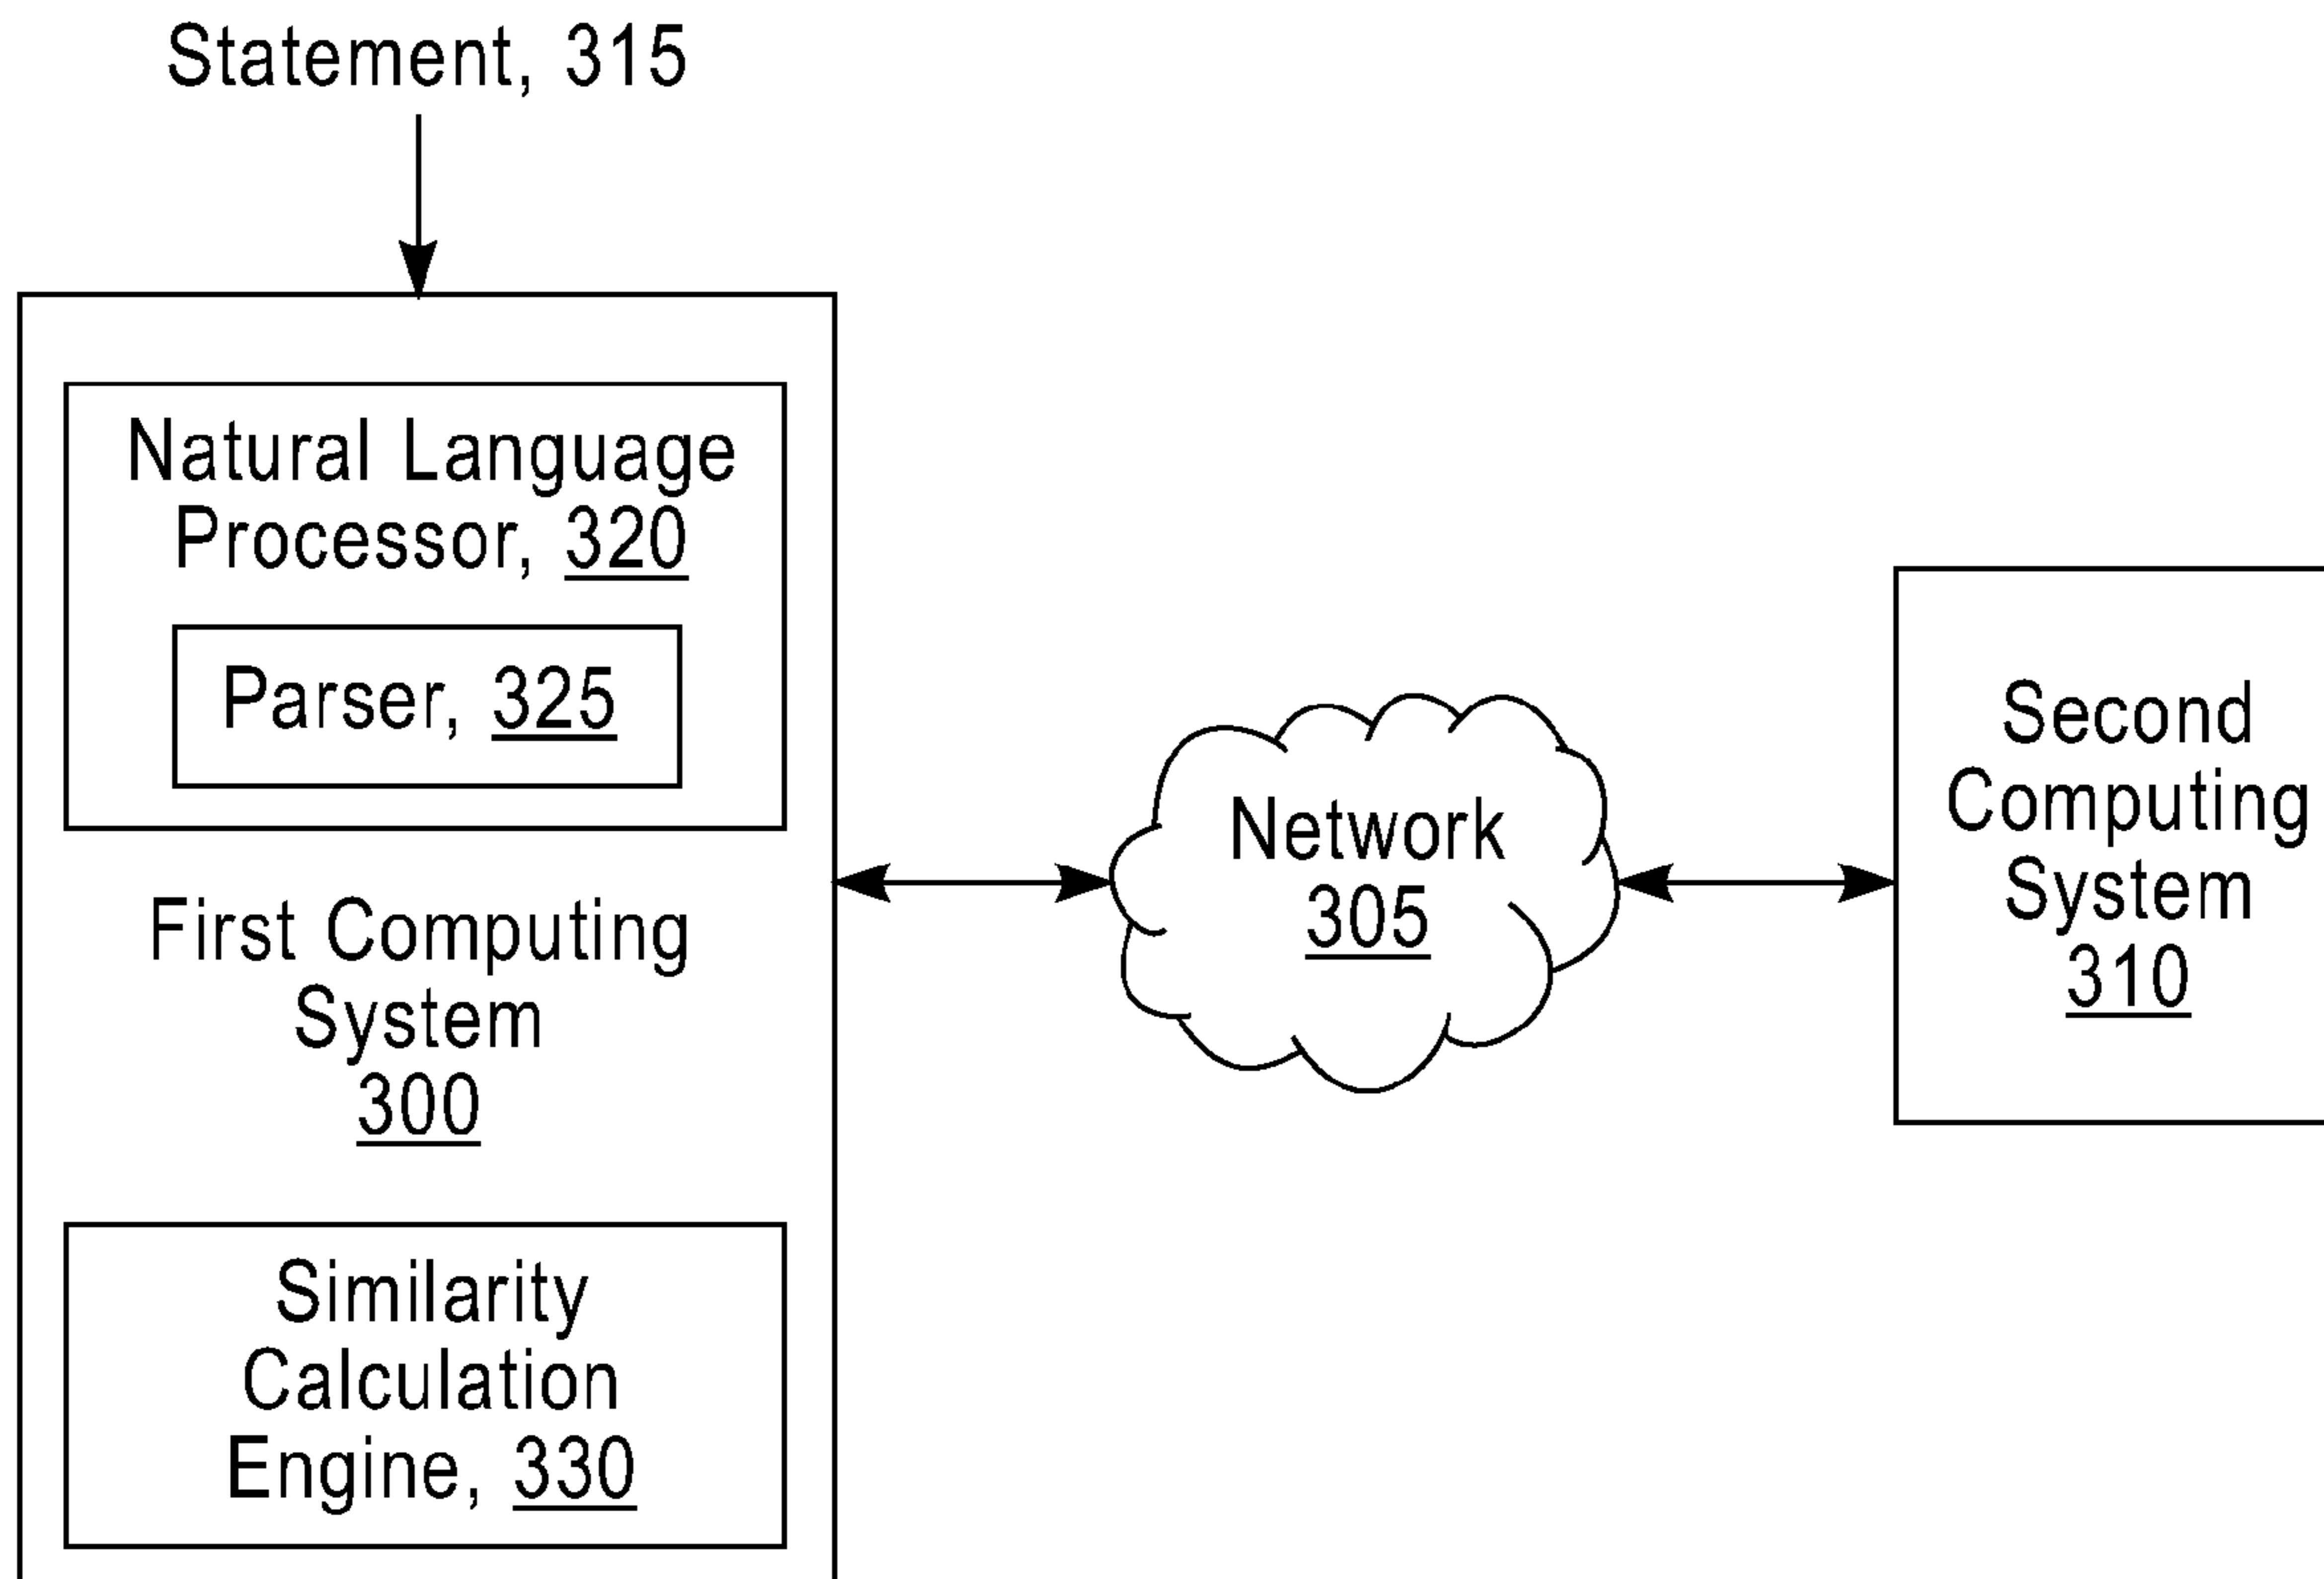 Statement, 315
Natural Language
Processor, 320
Parser, 325
First Computing
System
300
Similarity
Calculation
Engine, 330
Network
305
Second
Computing
System
310